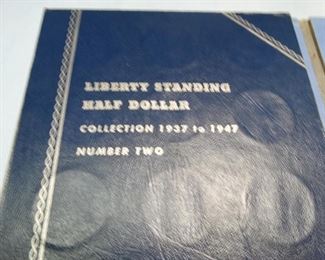 LIBERTY STANDING
HALF DOLLAR
COLLECTION 1937 to 1947
NUMBER TWO